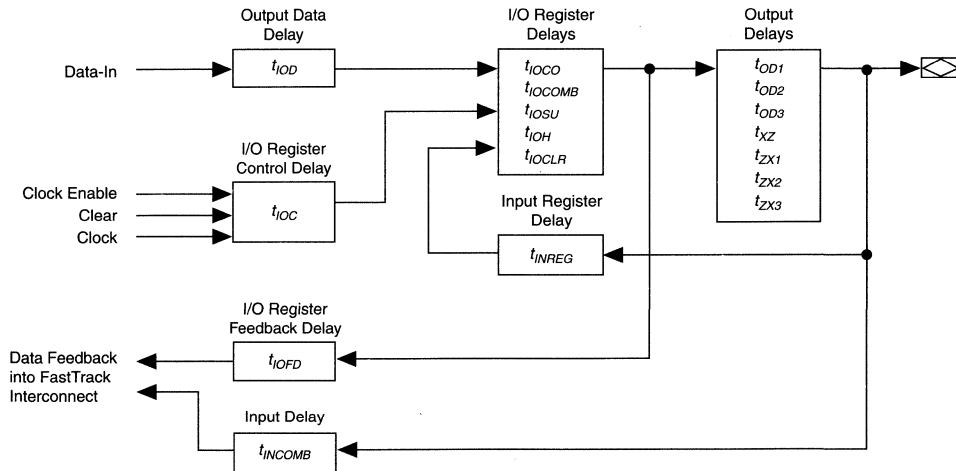 Output Data
Delay
t_IOD
Data-In
I/O Register
Delays
t_IOCO
t_IOCOMB
t_IOSU
t_IOH
t_IOCLR
Output
Delays
t_OD1
t_OD2
t_OD3
t_XZ
t_ZX1
t_ZX2
t_ZX3
I/O Register
Control Delay
t_IOC
Clock Enable
Clear
Clock
Input Register
Delay
t_INREG
I/O Register
Feedback Delay
t_IOFD
Data Feedback
into FastTrack
Interconnect
Input Delay
t_INCOMB